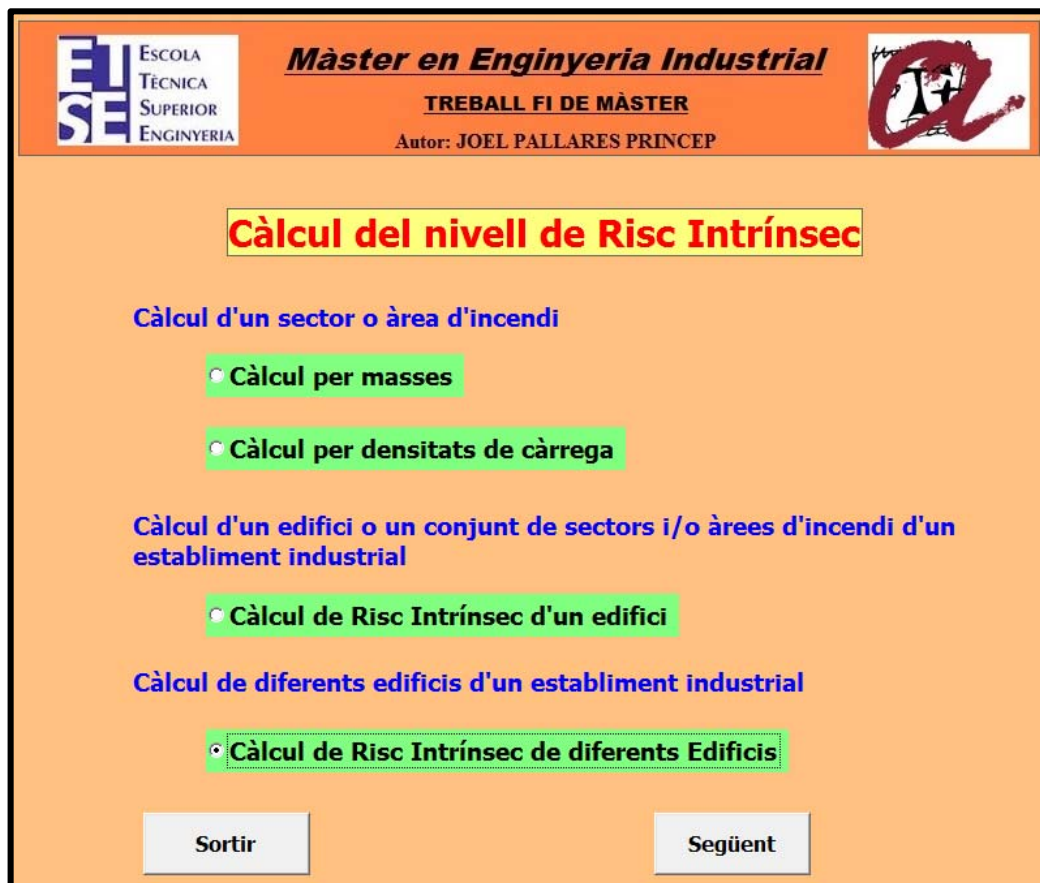 ESCOLA
TÈCNICA
SUPERIOR
ENGINYERIA
ETSE
Màster en Enginyeria Industrial
TREBALL FI DE MÀSTER
Autor: JOEL PALLARES PRINCEP
Càlcul del nivell de Risc Intrínsec
Càlcul d'un sector o àrea d'incendi
Càlcul per masses
Càlcul per densitats de càrrega
Càlcul d'un edifici o un conjunt de sectors i/o àrees d'incendi d'un
establiment industrial
Càlcul de Risc Intrínsec d'un edifici
Càlcul de diferents edificis d'un establiment industrial
Càlcul de Risc Intrínsec de diferents Edificis
Sortir
Següent